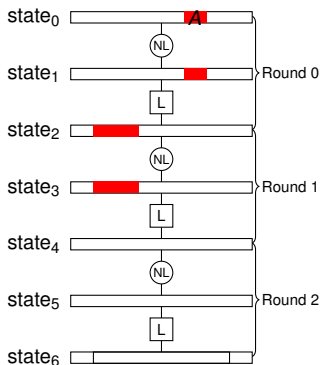 state₀ A
NL
state₁ Round 0
L
state₂
NL
state₃ Round 1
L
state₄
NL
state₅ Round 2
L
state₆